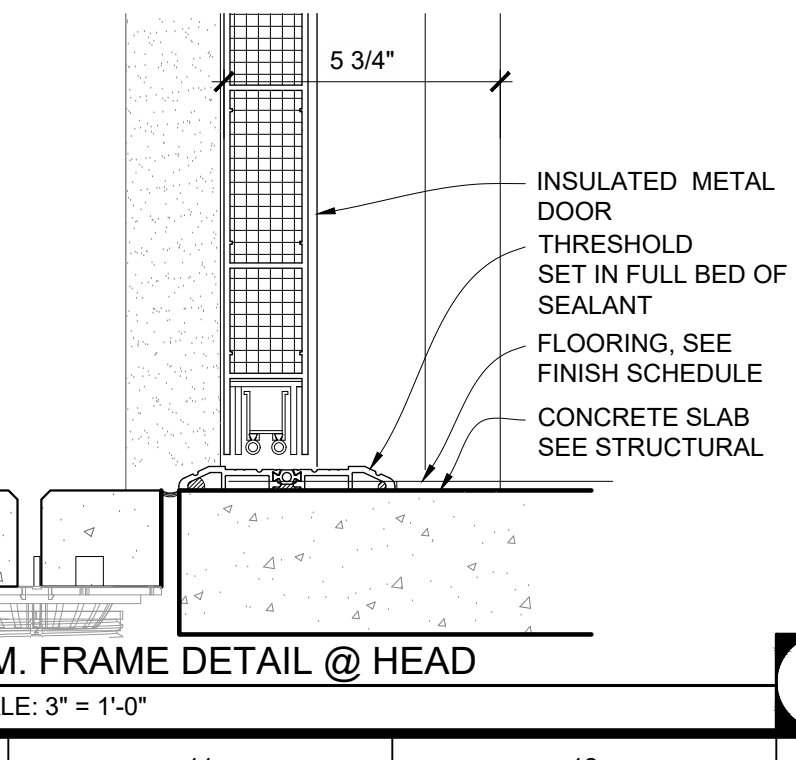 5 3/4"
INSULATED METAL
DOOR
THRESHOLD
SET IN FULL BED OF
SEALANT
FLOORING, SEE
FINISH SCHEDULE
CONCRETE SLAB
SEE STRUCTURAL
M. FRAME DETAIL @ HEAD
LE: 3" = 1'-0"